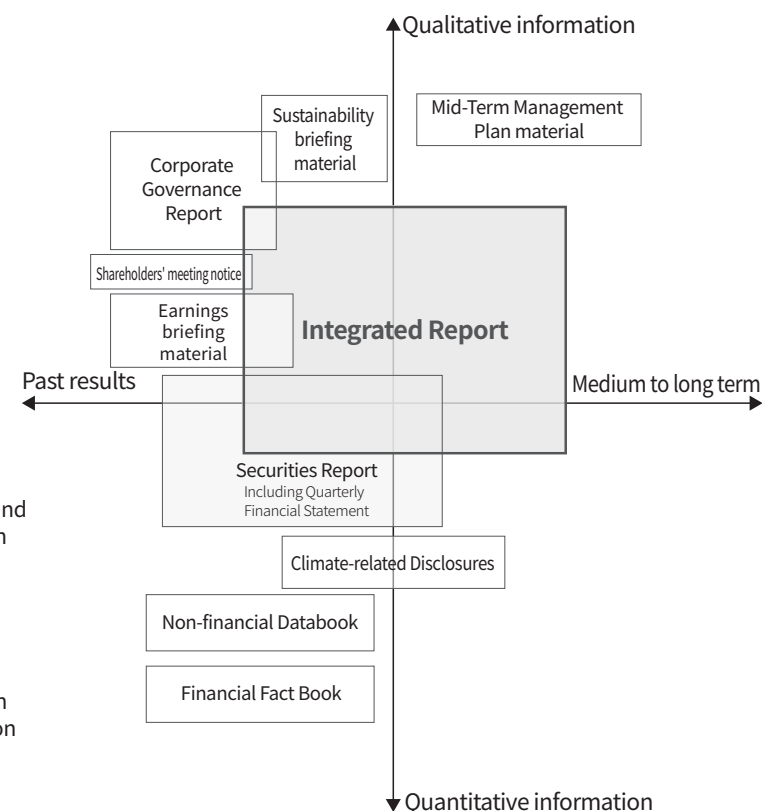 Qualitative information
Sustainability
briefing
material
Mid-Term Management
Plan material
Corporate
Governance
Report
Shareholders' meeting notice
Earnings
briefing
material
Integrated Report
Past results
Medium to long term
Securities Report
Including Quarterly
Financial Statement
Climate-related Disclosures
Non-financial Databook
Financial Fact Book
Quantitative information